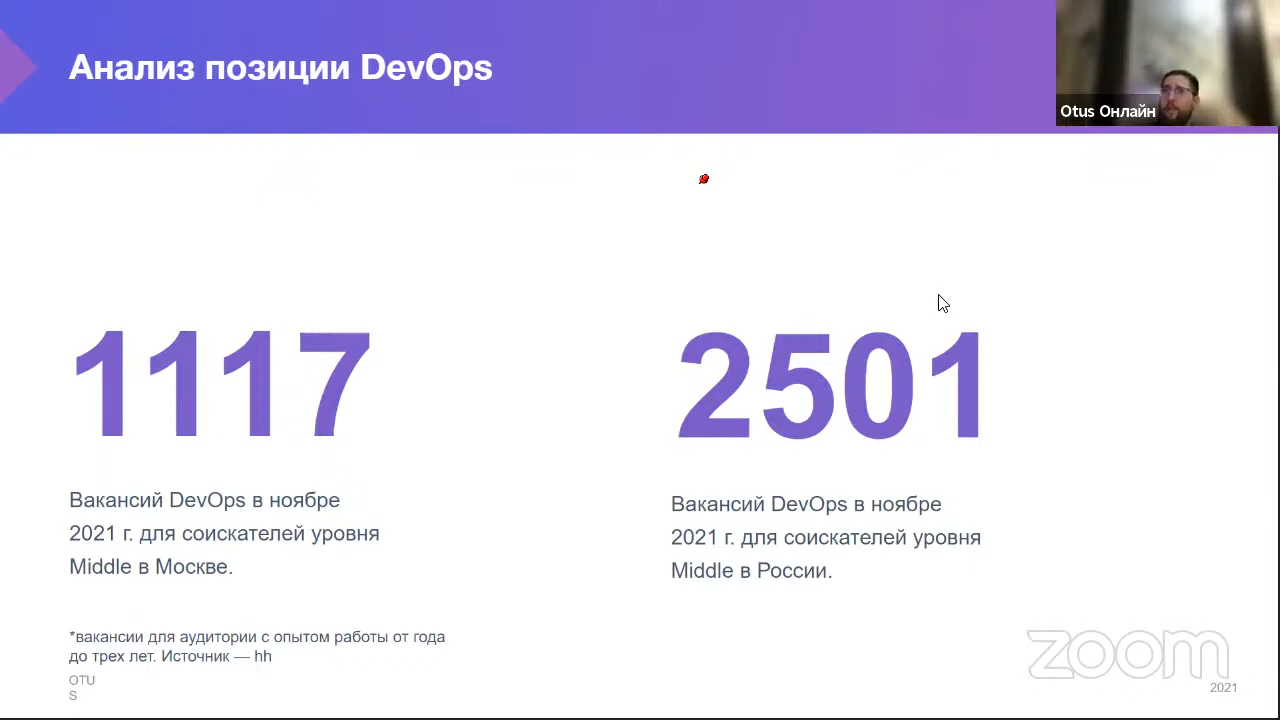 Анализ позиции DevOps
Otus Онлайн
1117
Вакансий DevOps в ноябре
2021 г. для соискателей уровня
Middle в Москве.
2501
Вакансий DevOps в ноябре
2021 г. для соискателей уровня
Middle в России.
*вакансии для аудитории с опытом работы от года
до трех лет. Источник — hh
OTU
S
zoom
2021